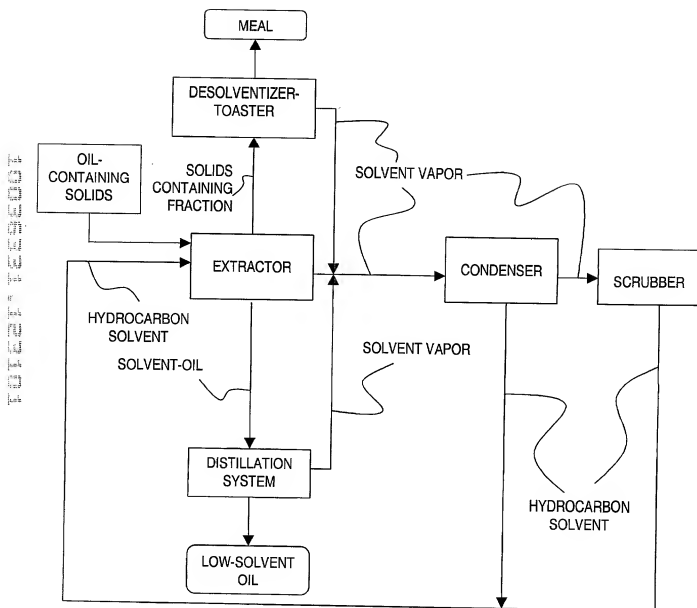 MEAL
DESOLVENTIZER-
TOASTER
OIL-
CONTAINING
SOLIDS
SOLIDS
CONTAINING
FRACTION
SOLVENT VAPOR
EXTRACTOR
CONDENSER
SCRUBBER
HYDROCARBON
SOLVENT
SOLVENT-OIL
SOLVENT VAPOR
DISTILLATION
SYSTEM
HYDROCARBON
SOLVENT
LOW-SOLVENT
OIL